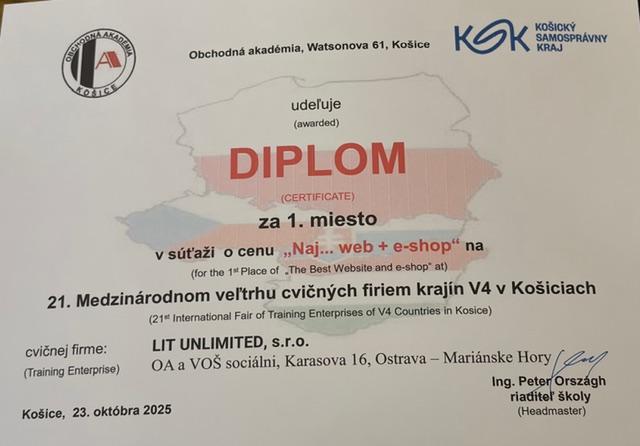 OBCHODNÁ AKADÉMIA
KOŠICE
Obchodná akadémia, Watsonova 61, Košice
KSK
KOŠICKÝ
SAMOSPRÁVNY
KRAJ
udeľuje
(awarded)
DIPLOM
(CERTIFICATE)
za 1. miesto
v súťaži o cenu „Naj... web + e-shop“ na
(for the 1st Place of „The Best Website and e-shop“ at)
21. Medzinárodnom veľtrhu cvičných firiem krajín V4 v Košiciach
(21st International Fair of Training Enterprises of V4 Countries in Kosice)
cvičnej firme: LIT UNLIMITED, s.r.o.
(Training Enterprise) OA a VOŠ sociálni, Karasova 16, Ostrava – Mariánske Hory
Ing. Peter Országh
riaditeľ školy
(Headmaster)
Košice, 23. októbra 2025